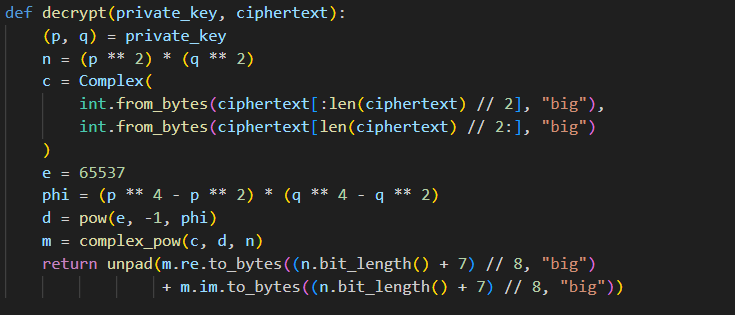 def decrypt(private_key, ciphertext):
    (p, q) = private_key
    n = (p ** 2) * (q ** 2)
    c = Complex(
        int.from_bytes(ciphertext[:len(ciphertext) // 2], "big"),
        int.from_bytes(ciphertext[len(ciphertext) // 2:], "big")
    )
    e = 65537
    phi = (p ** 4 - p ** 2) * (q ** 4 - q ** 2)
    d = pow(e, -1, phi)
    m = complex_pow(c, d, n)
    return unpad(m.re.to_bytes((n.bit_length() + 7) // 8, "big")
                 + m.im.to_bytes((n.bit_length() + 7) // 8, "big"))